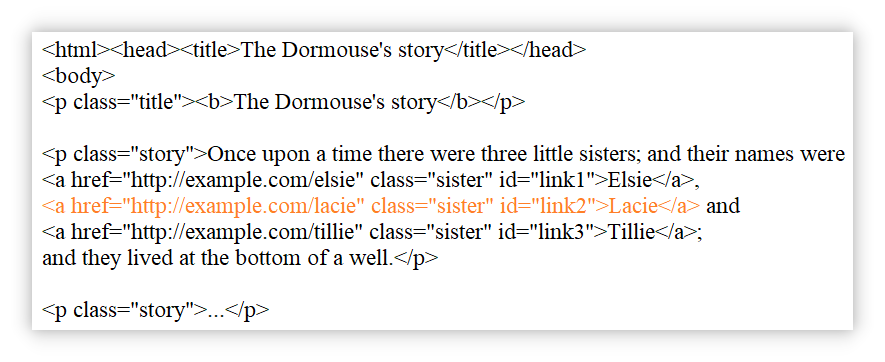 <html><head><title>The Dormouse's story</title></head>
<body>
<p class="title"><b>The Dormouse's story</b></p>
<p class="story">Once upon a time there were three little sisters; and their names were
<a href="http://example.com/elsie" class="sister" id="link1">Elsie</a>,
<a href="http://example.com/lacie" class="sister" id="link2">Lacie</a> and
<a href="http://example.com/tillie" class="sister" id="link3">Tillie</a>;
and they lived at the bottom of a well.</p>
<p class="story">...</p>